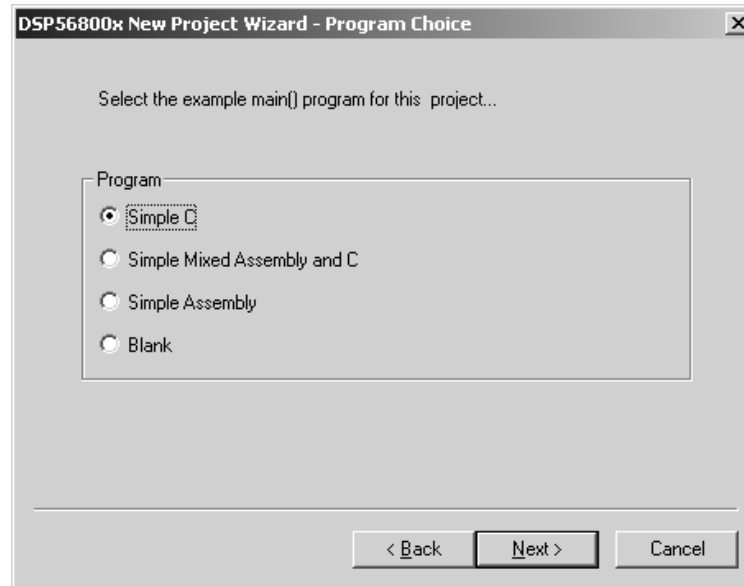 DSP56800x New Project Wizard - Program Choice
Select the example main() program for this project...
Program
Simple C
Simple Mixed Assembly and C
Simple Assembly
Blank
< Back Next > Cancel